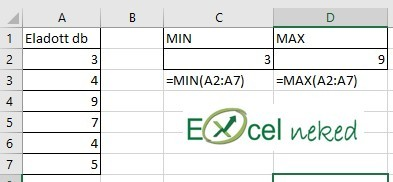 A B C D
1 Eladott db MIN MAX
2 3 3 9
3 4 =MIN(A2:A7) =MAX(A2:A7)
4 9
5 7
6 4
7 5
Excel neked